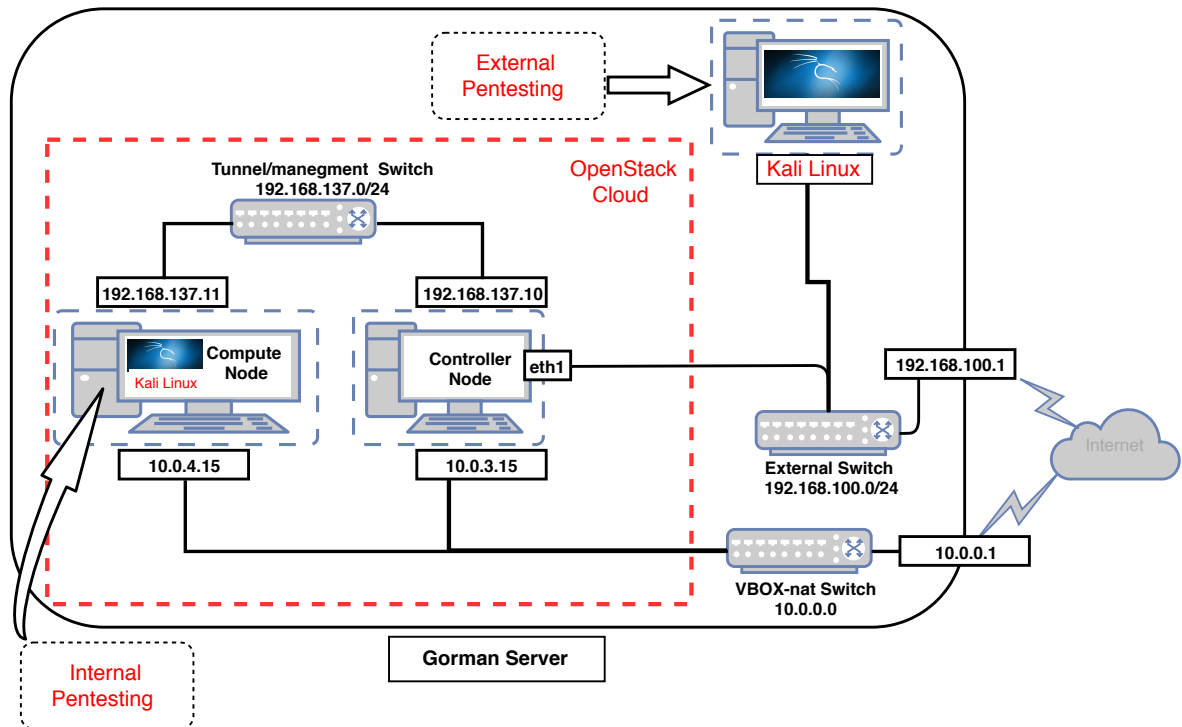 External
Pentesting
Kali Linux
OpenStack
Cloud
Tunnel/manegment Switch
192.168.137.0/24
192.168.137.11
192.168.137.10
Compute
Node
Kali Linux
Controller
Node
eth1
192.168.100.1
Internet
External Switch
192.168.100.0/24
10.0.4.15
10.0.3.15
VBOX-nat Switch
10.0.0.0
10.0.0.1
Gorman Server
Internal
Pentesting